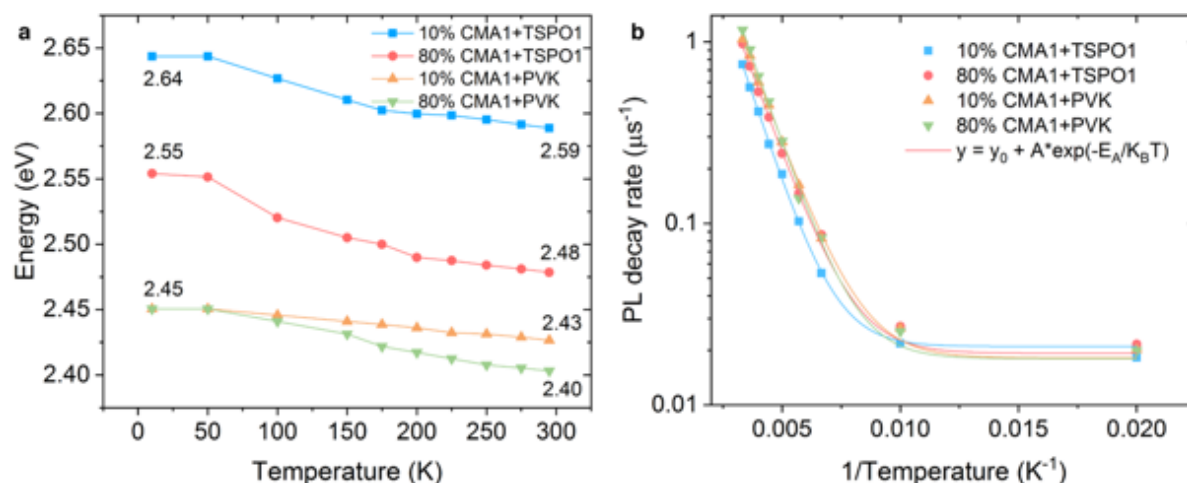 a
10% CMA1+TSPO1
80% CMA1+TSPO1
10% CMA1+PVK
80% CMA1+PVK
2.64
2.59
2.55
2.48
2.45
2.43
2.40
2.65
2.60
2.55
2.50
2.45
2.40
Energy (eV)
0 50 100 150 200 250 300
Temperature (K)
b
10% CMA1+TSPO1
80% CMA1+TSPO1
10% CMA1+PVK
80% CMA1+PVK
y = y₀ + A*exp(-E_A/K_BT)
1
0.1
0.01
PL decay rate (μs⁻¹)
0.005 0.010 0.015 0.020
1/Temperature (K⁻¹)